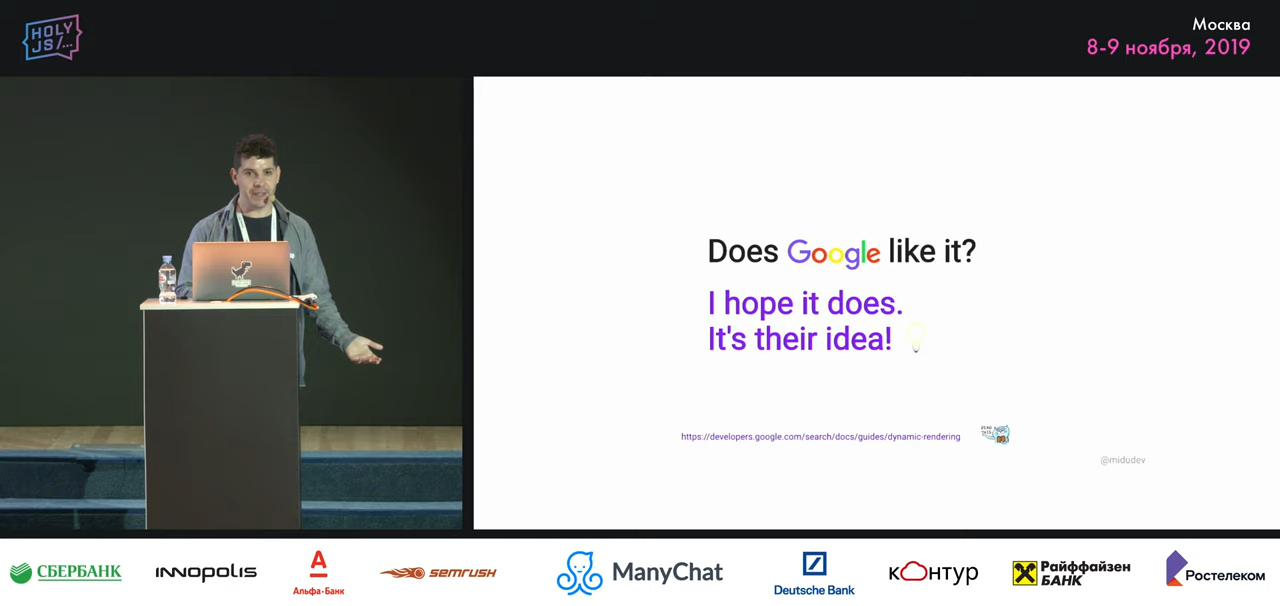 HOLY
JS/...
Москва
8-9 ноября, 2019
Does Google like it?
I hope it does.
It's their idea!
https://developers.google.com/search/docs/guides/dynamic-rendering
READ
THIS!
@midudev
СБЕРБАНК
INNOPOLIS
Альфа·Банк
semrush
ManyChat
Deutsche Bank
контур
Райффайзен
БАНК
Ростелеком